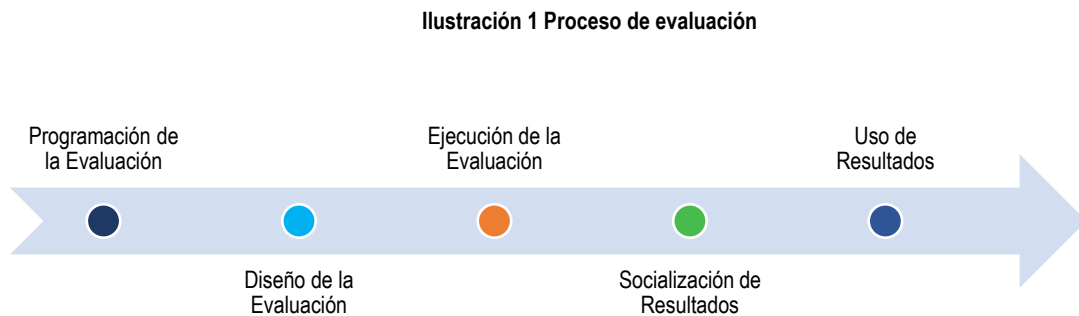 Ilustración 1 Proceso de evaluación
Programación de
la Evaluación
Diseño de la
Evaluación
Ejecución de la
Evaluación
Socialización de
Resultados
Uso de
Resultados